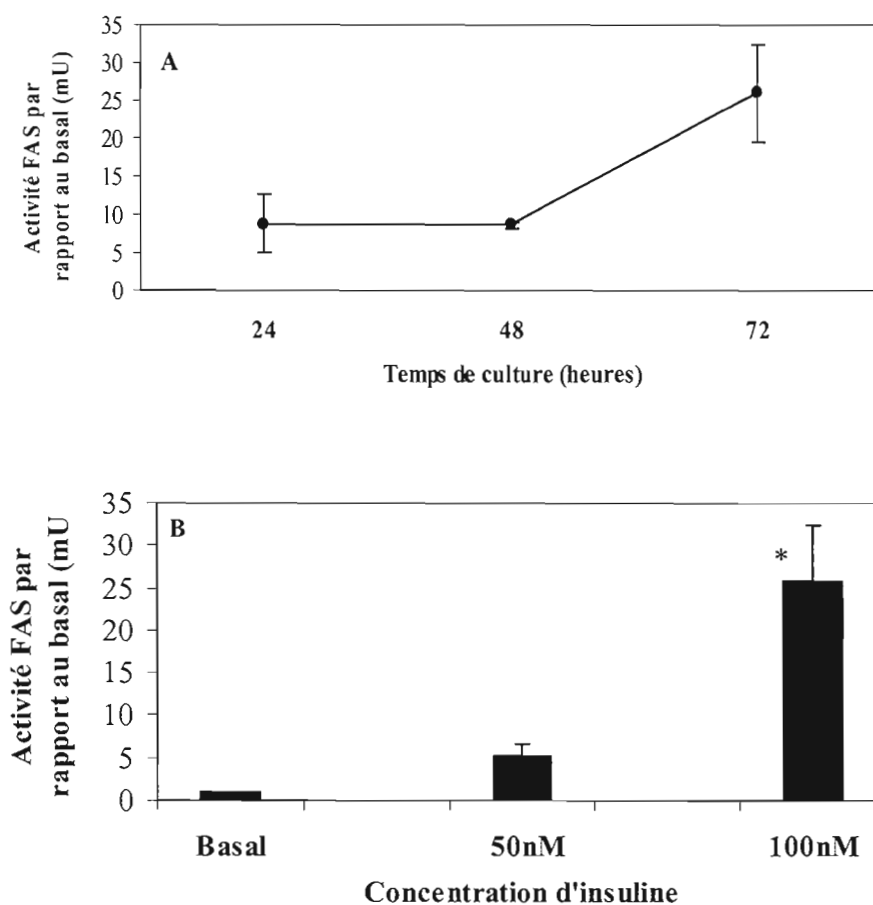 Activité FAS par
rapport au basal (mU)
35
30
25
20
15
10
5
0
A
24
48
72
Temps de culture (heures)
Activité FAS par
rapport au basal (mU
35
30
25
20
15
10
5
0
B
*
Basal
50nM
100nM
Concentration d'insuline